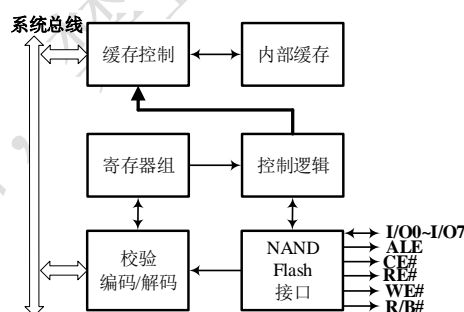 系统总线
缓存控制
内部缓存
寄存器组
控制逻辑
校验
编码/解码
NAND
Flash
接口
I/O0~I/O7
ALE
CE#
RE#
WE#
R/B#